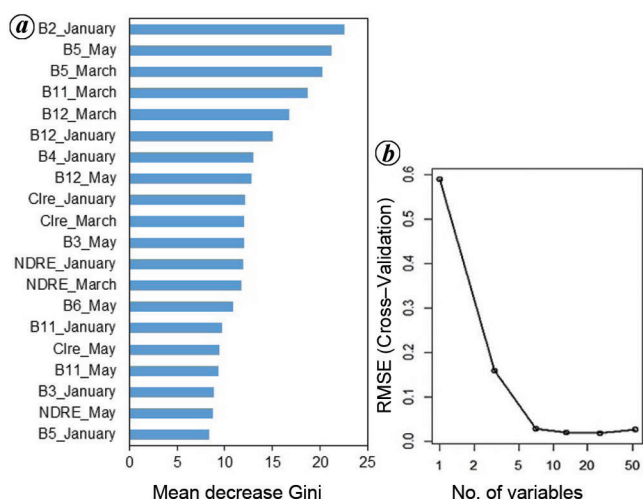 a
B2_January
B5_May
B5_March
B11_March
B12_March
B12_January
B4_January
B12_May
Clre_January
Clre_March
B3_May
NDRE_January
NDRE_March
B6_May
B11_January
Clre_May
B11_May
B3_January
NDRE_May
B5_January
0 5 10 15 20 25
Mean decrease Gini
b
RMSE (Cross–Validation)
0.6
0.5
0.4
0.3
0.2
0.1
0.0
1 2 5 10 20 50
No. of variables